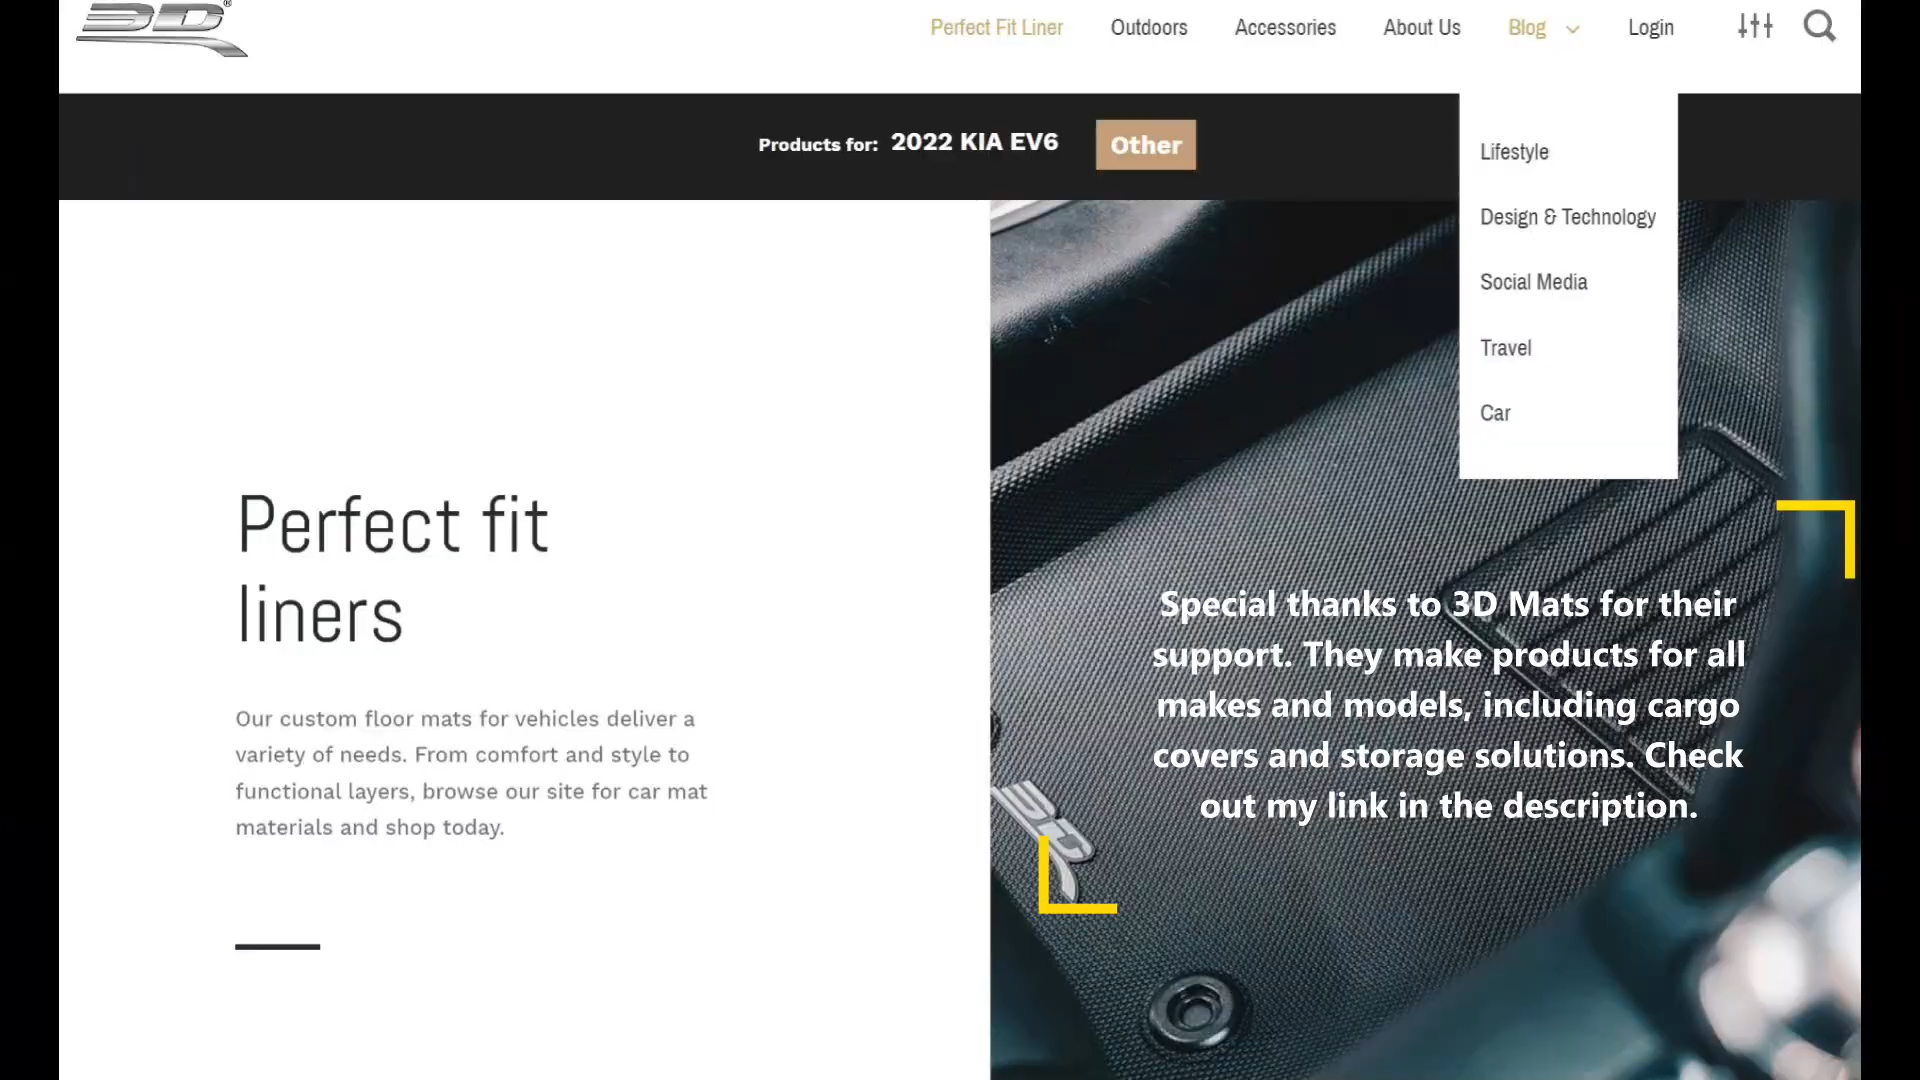 3D®
Perfect Fit Liner
Outdoors
Accessories
About Us
Blog
Login
Products for: 2022 KIA EV6
Other
Lifestyle
Design & Technology
Social Media
Travel
Car
Perfect fit
liners
Our custom floor mats for vehicles deliver a
variety of needs. From comfort and style to
functional layers, browse our site for car mat
materials and shop today.
Special thanks to 3D Mats for their
support. They make products for all
makes and models, including cargo
covers and storage solutions. Check
out my link in the description.
3D